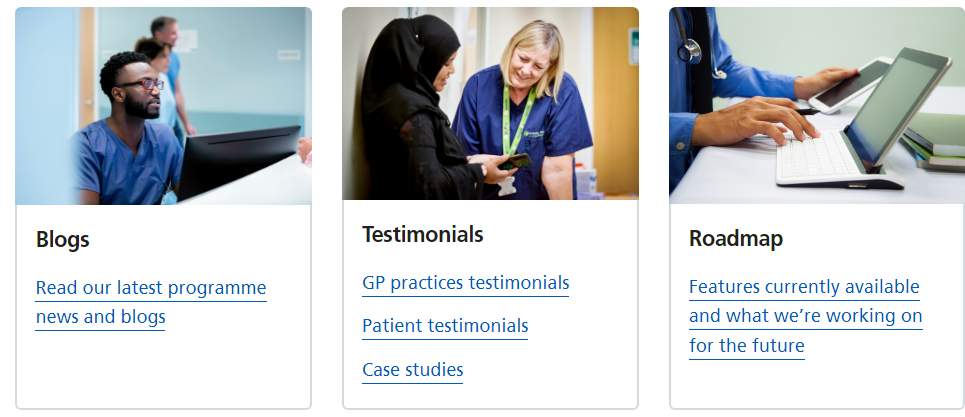 Blogs
Read our latest programme
news and blogs
Testimonials
GP practices testimonials
Patient testimonials
Case studies
Roadmap
Features currently available
and what we’re working on
for the future